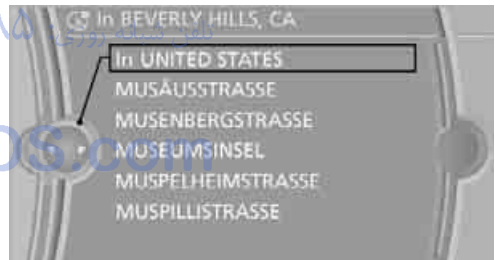 In BEVERLY HILLS, CA
In UNITED STATES
MUSÄUSSTRASSE
MUSENBERGSTRASSE
MUSEUMSINSEL
MUSPELHEIMSTRASSE
MUSPILLISTRASSE